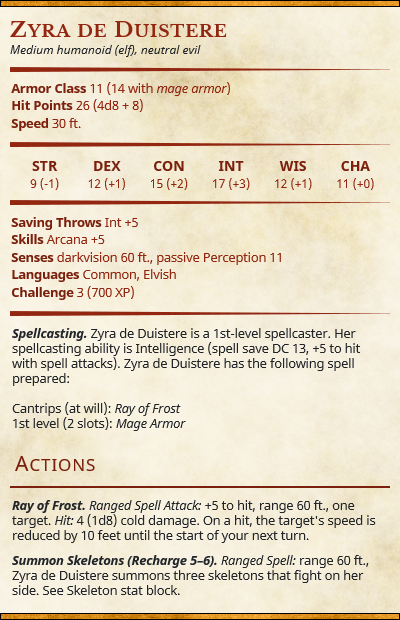 ZYRA DE DUISTERE
Medium humanoid (elf), neutral evil
Armor Class 11 (14 with mage armor)
Hit Points 26 (4d8 + 8)
Speed 30 ft.
STR DEX CON INT WIS CHA
9 (-1) 12 (+1) 15 (+2) 17 (+3) 12 (+1) 11 (+0)
Saving Throws Int +5
Skills Arcana +5
Senses darkvision 60 ft., passive Perception 11
Languages Common, Elvish
Challenge 3 (700 XP)
Spellcasting. Zyra de Duistere is a 1st-level spellcaster. Her
spellcasting ability is Intelligence (spell save DC 13, +5 to hit
with spell attacks). Zyra de Duistere has the following spell
prepared:
Cantrips (at will): Ray of Frost
1st level (2 slots): Mage Armor
ACTIONS
Ray of Frost. Ranged Spell Attack: +5 to hit, range 60 ft., one
target. Hit: 4 (1d8) cold damage. On a hit, the target's speed is
reduced by 10 feet until the start of your next turn.
Summon Skeletons (Recharge 5–6). Ranged Spell: range 60 ft.,
Zyra de Duistere summons three skeletons that fight on her
side. See Skeleton stat block.